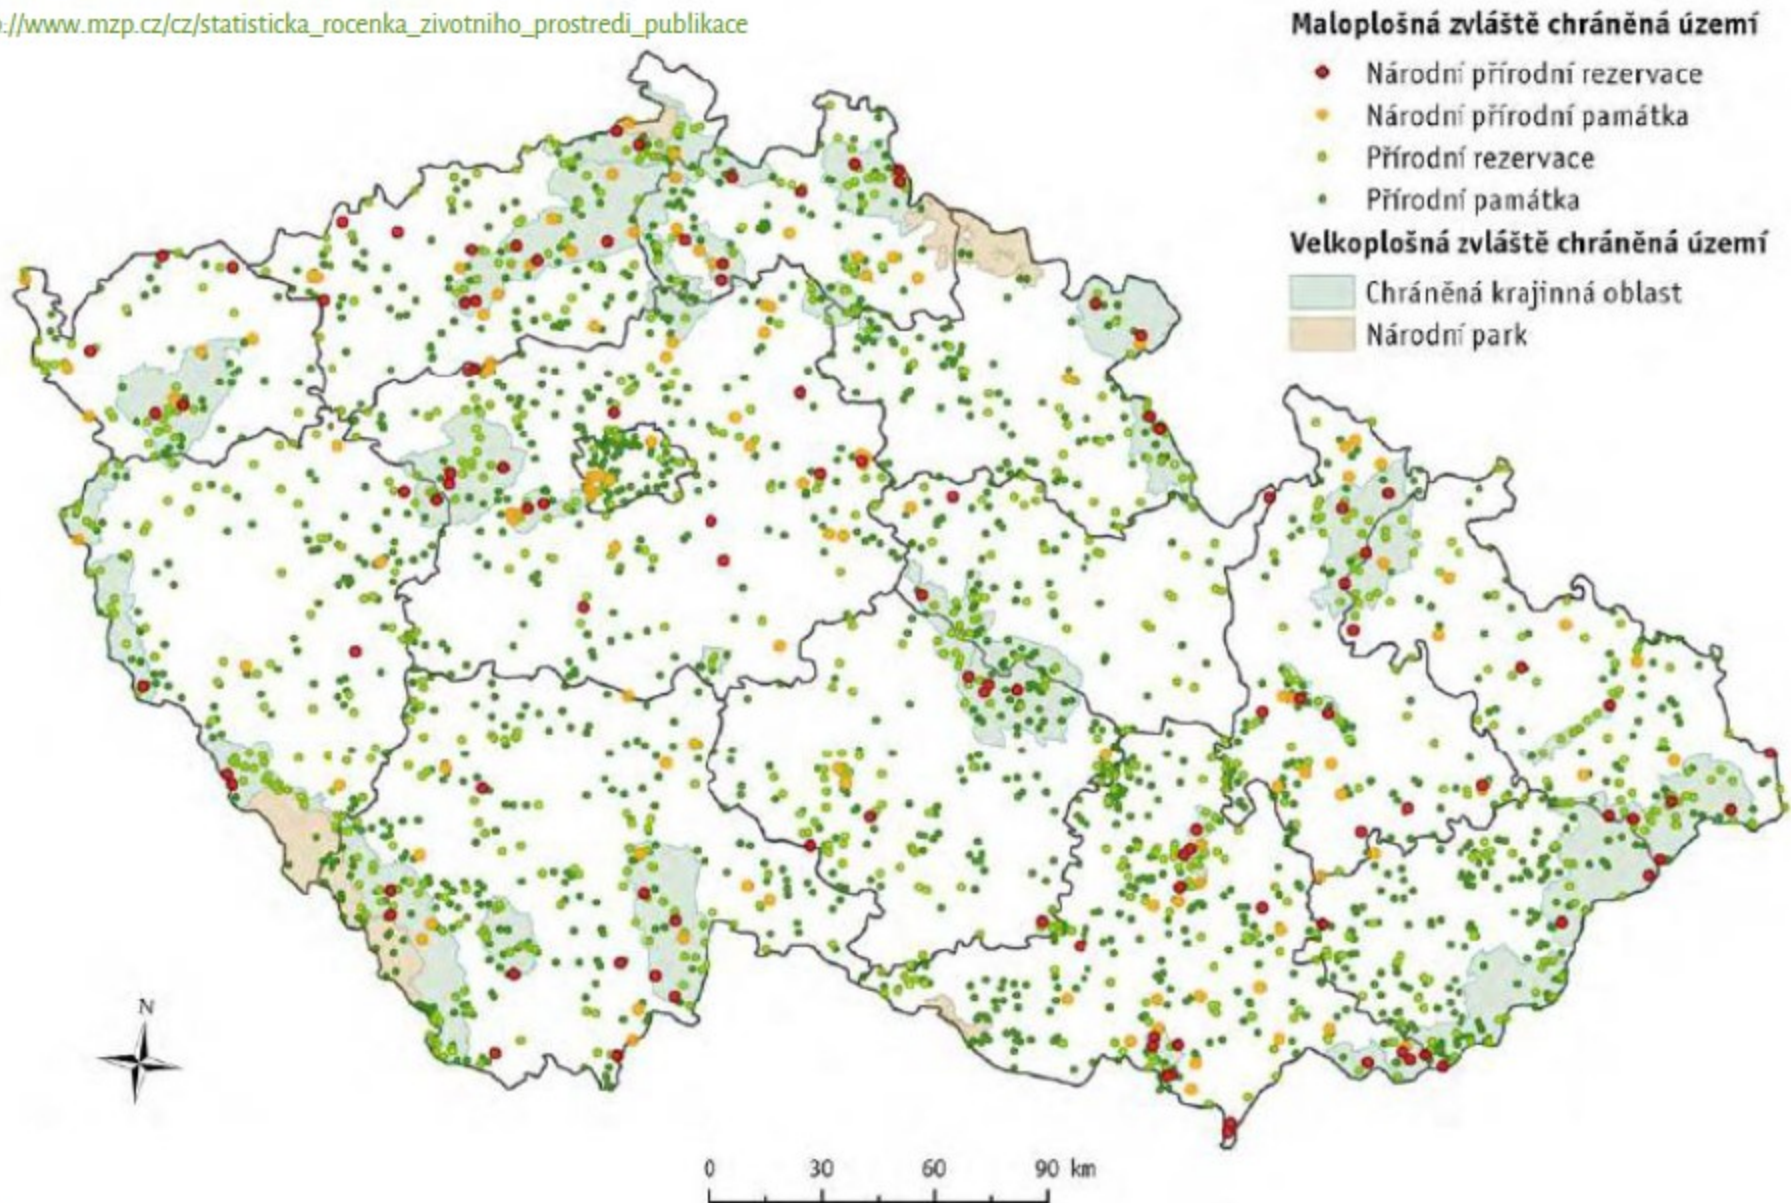 ://www.mzp.cz/cz/statisticka_rocenka_zivotniho_prostredi_publikace
Maloplošná zvláště chráněná území
Národní přírodní rezervace
Národní přírodní památka
Přírodní rezervace
Přírodní památka
Velkoplošná zvláště chráněná území
Chráněná krajinná oblast
Národní park
N
0 30 60 90 km